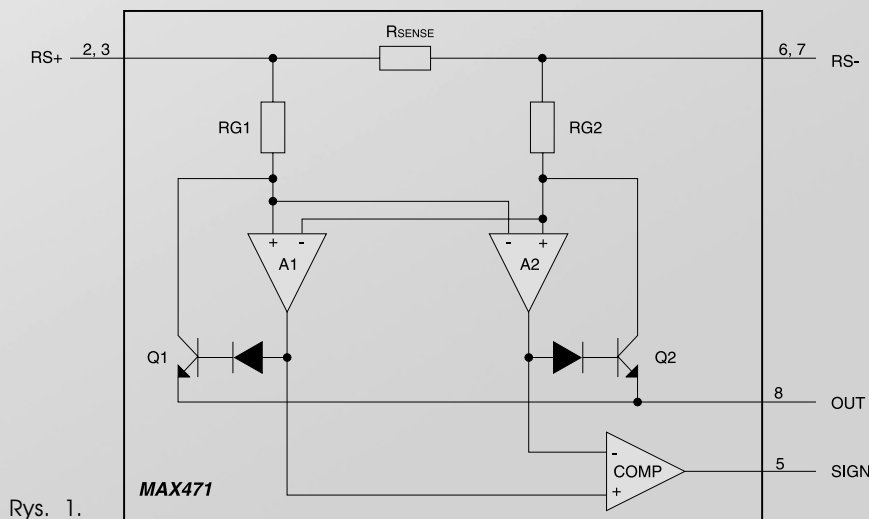 RSENSE
RS+
2, 3
6, 7
RS-
RG1
RG2
+ -
- +
A1
A2
Q1
Q2
8
OUT
-
COMP
5
SIGN
+
MAX471
Rys. 1.